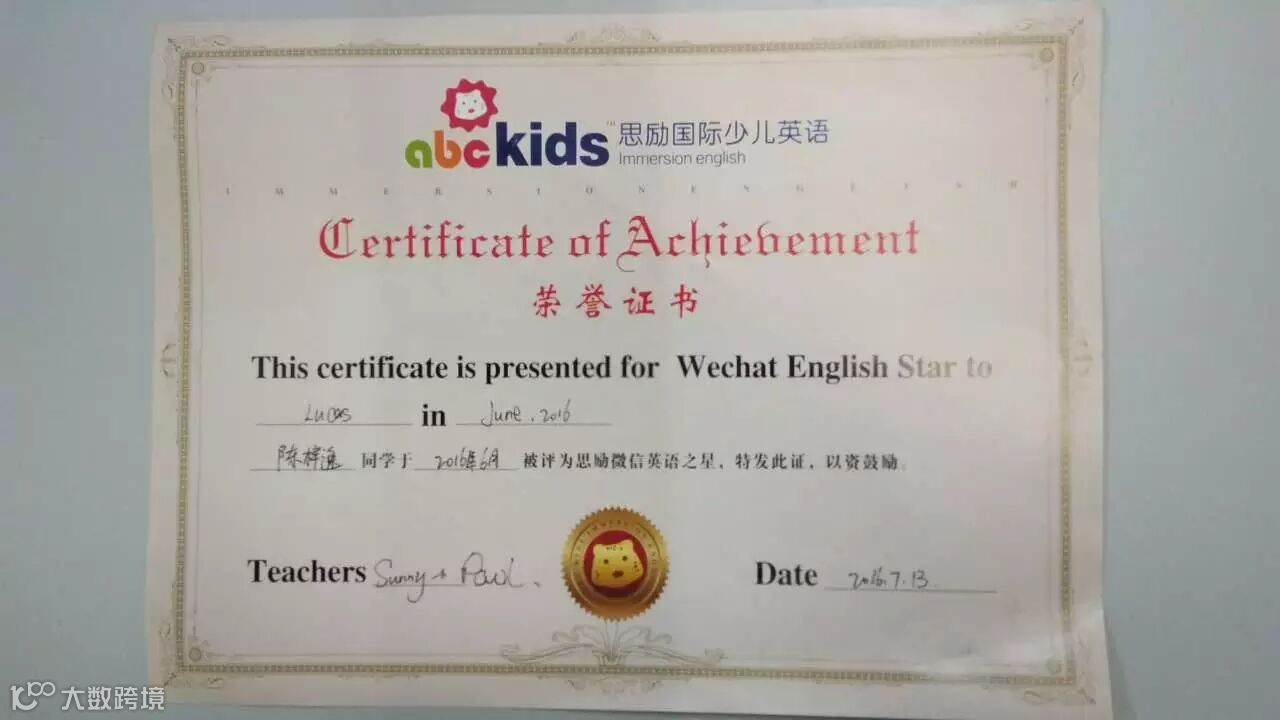 abckids™ 思励国际少儿英语
Immersion english
IMMERSION ENGLISH
Certificate of Achievement
荣誉证书
This certificate is presented for Wechat English Star to
Lucas in June. 2016
陈梓逸 同学于 2016年6月 被评为思励微信英语之星，特发此证，以资鼓励。
Teachers Sunny + Paul. Date 2016.7.13.
大数跨境